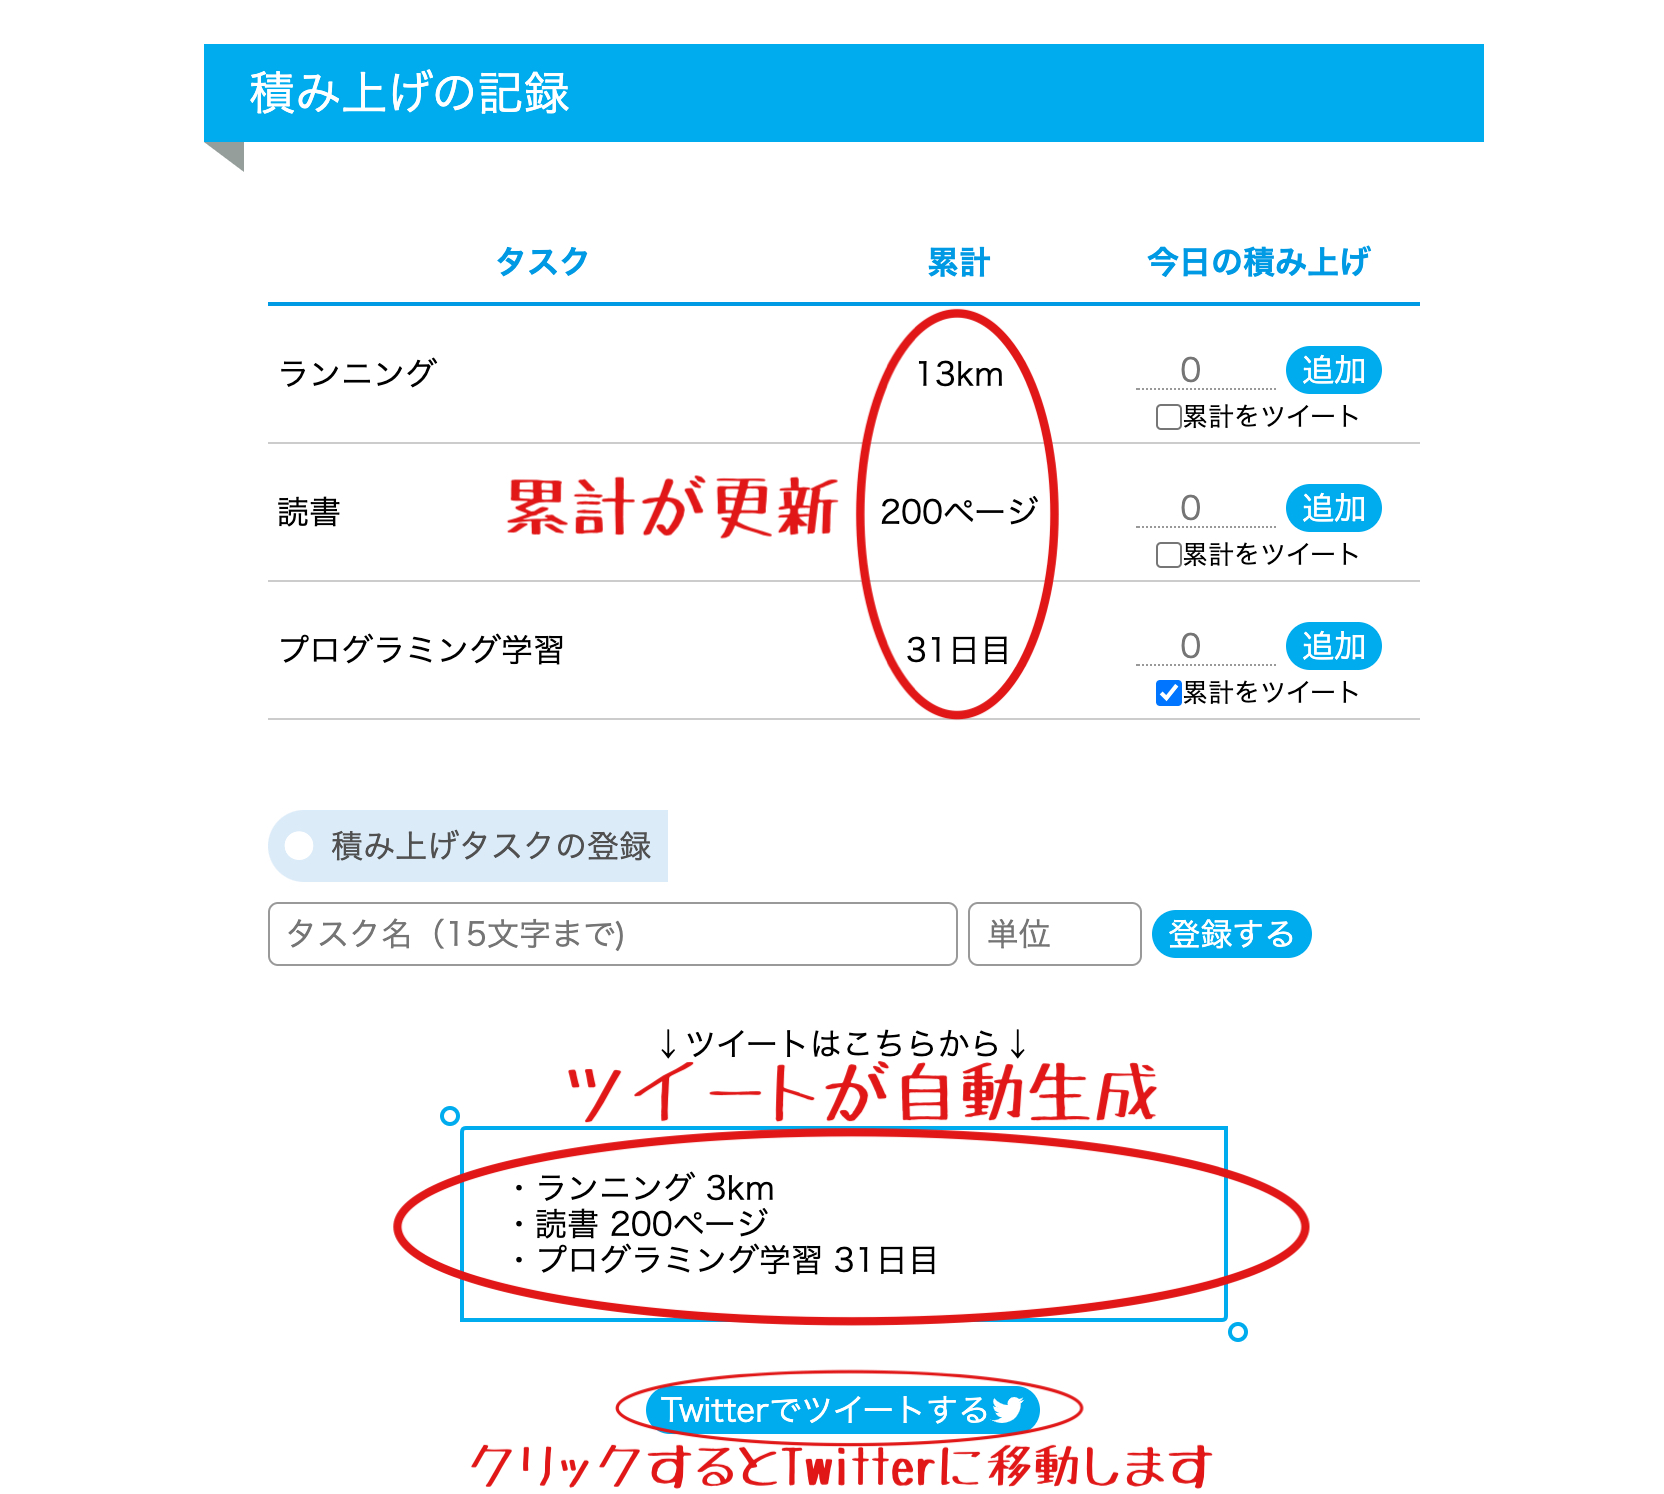 積み上げの記録
タスク 累計 今日の積み上げ
ランニング 13km 0 追加
累計をツイート
読書 累計が更新 200ページ 0 追加
累計をツイート
プログラミング学習 31日目 0 追加
累計をツイート
積み上げタスクの登録
タスク名（15文字まで) 単位 登録する
↓ツイートはこちらから↓
ツイートが自動生成
・ランニング 3km
・読書 200ページ
・プログラミング学習 31日目
Twitterでツイートする
クリックするとTwitterに移動します